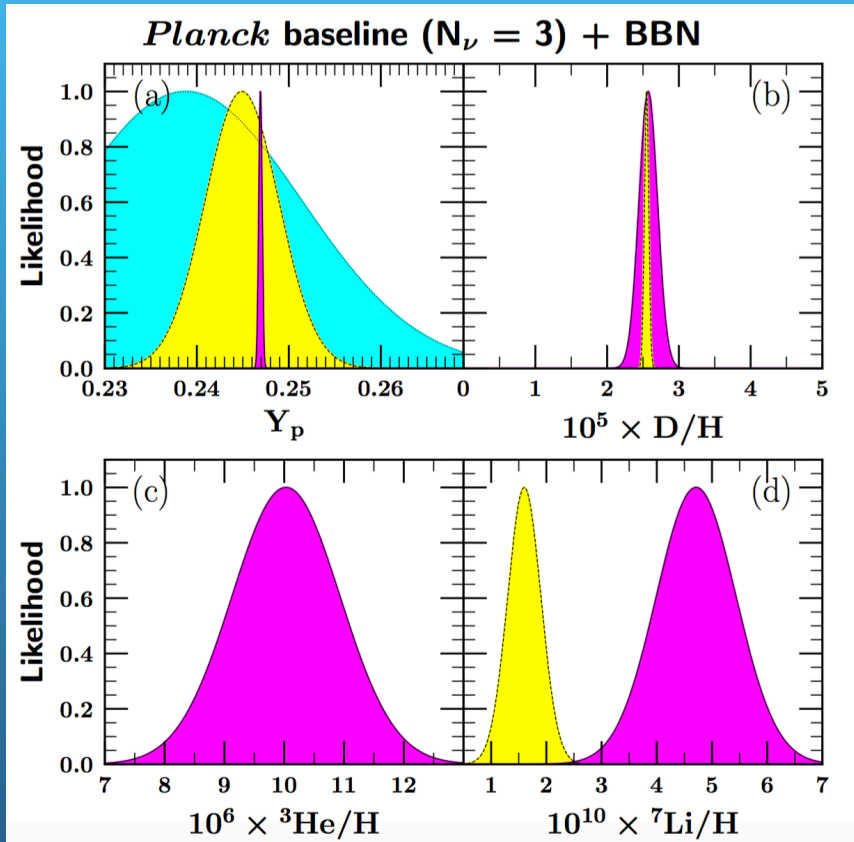 Planck baseline (Nν = 3) + BBN
(a)
(b)
Likelihood
1.0
0.8
0.6
0.4
0.2
0.0
0.23 0.24 0.25 0.26 0 1 2 3 4 5
Yp
10⁵ × D/H
(c)
(d)
Likelihood
1.0
0.8
0.6
0.4
0.2
0.0
7 8 9 10 11 12 1 2 3 4 5 6 7
10⁶ × ³He/H
10¹⁰ × ⁷Li/H